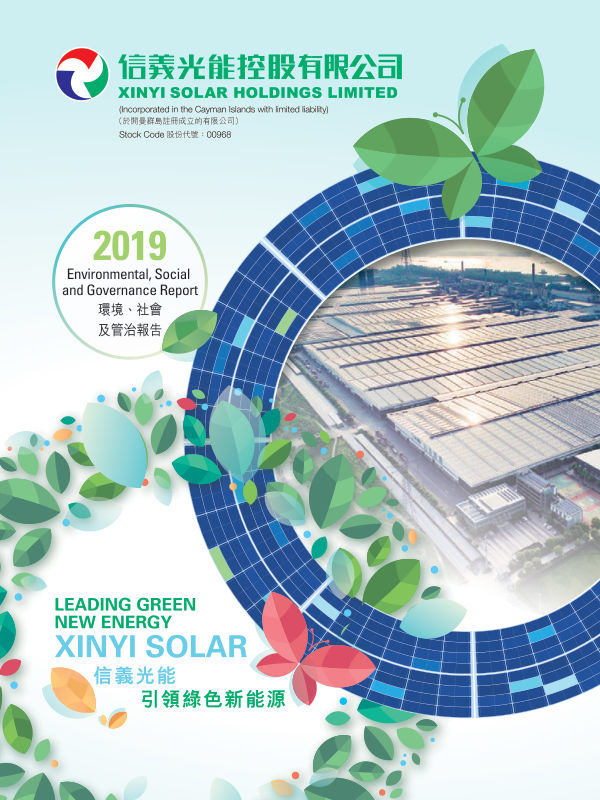 信義光能控股有限公司
XINYI SOLAR HOLDINGS LIMITED
(Incorporated in the Cayman Islands with limited liability)
(於開曼群島註冊成立的有限公司)
Stock Code 股份代號：00968
2019
Environmental, Social
and Governance Report
環境、社會
及管治報告
LEADING GREEN
NEW ENERGY
XINYI SOLAR
信義光能
引領綠色新能源